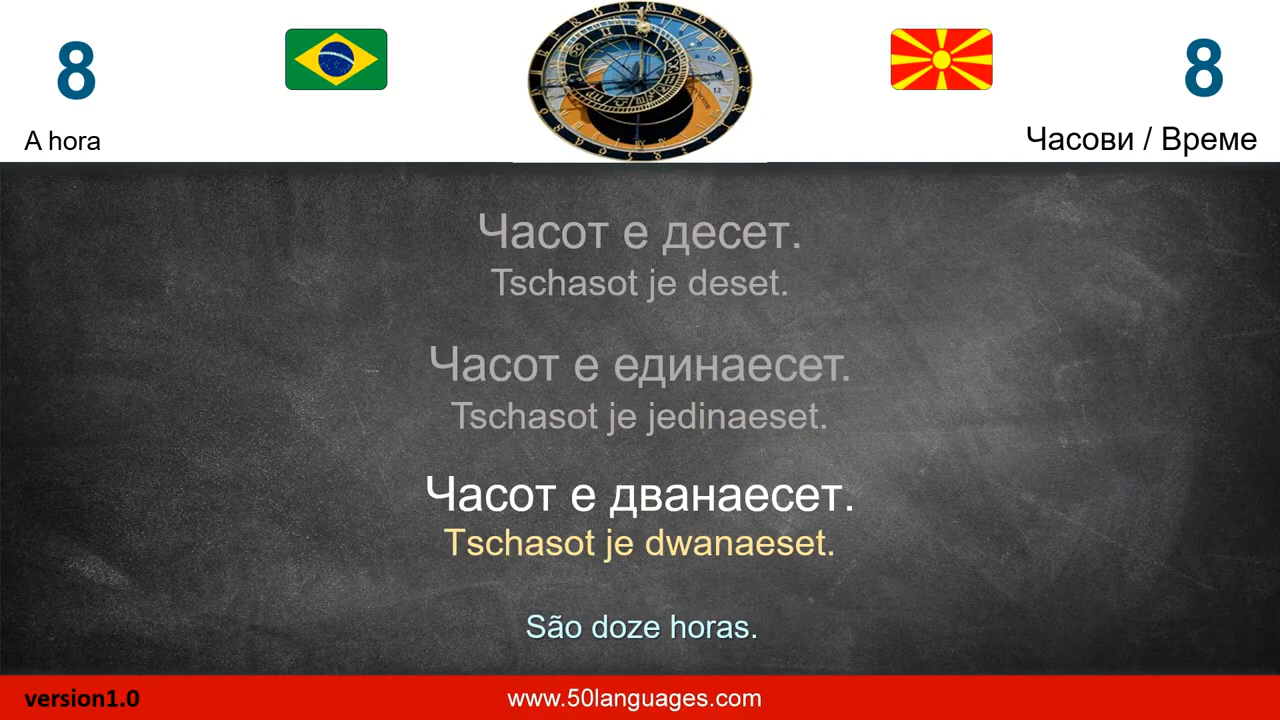 8
8
A hora
Часови / Време
Часот е десет.
Tschasot je deset.
Часот е единаесет.
Tschasot je jedinaeset.
Часот е дванаесет.
Tschasot je dwanaeset.
São doze horas.
version1.0
www.50languages.com